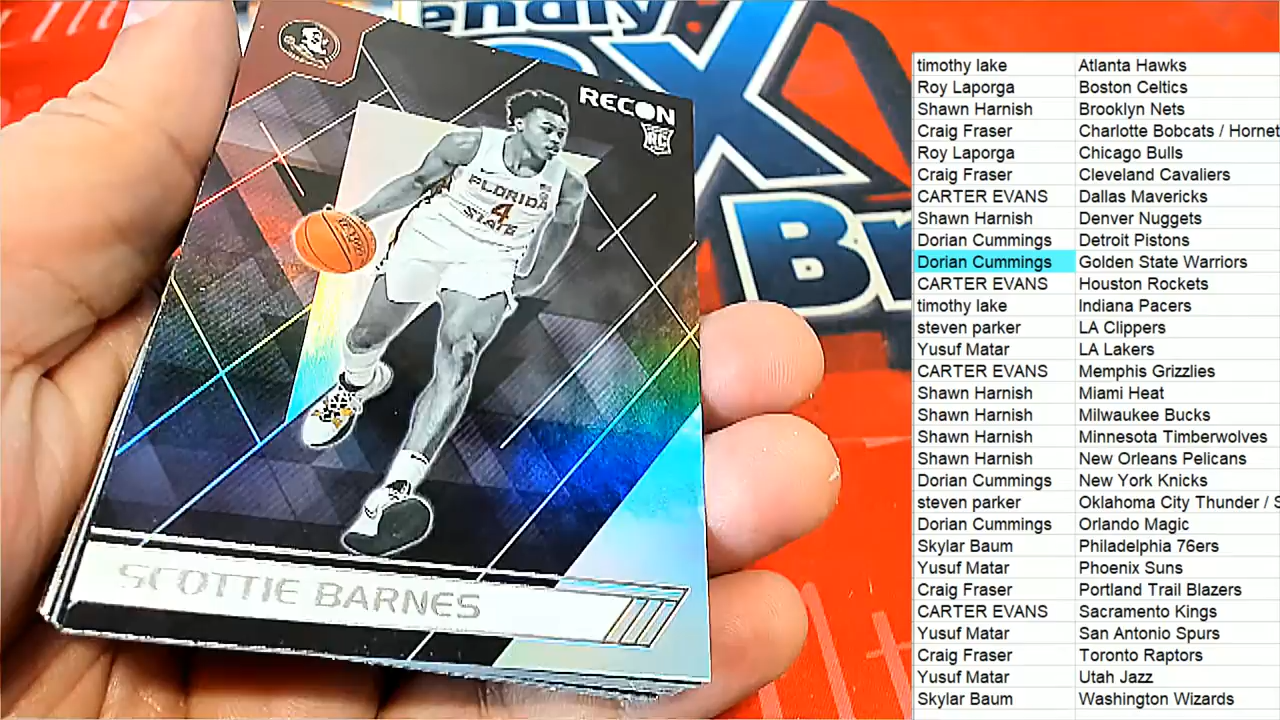 endly
X
Br
RECON
RC
FLORIDA
4
STATE
SCOTTIE BARNES
timothy lake Atlanta Hawks
Roy Laporga Boston Celtics
Shawn Harnish Brooklyn Nets
Craig Fraser Charlotte Bobcats / Hornet
Roy Laporga Chicago Bulls
Craig Fraser Cleveland Cavaliers
CARTER EVANS Dallas Mavericks
Shawn Harnish Denver Nuggets
Dorian Cummings Detroit Pistons
Dorian Cummings Golden State Warriors
CARTER EVANS Houston Rockets
timothy lake Indiana Pacers
steven parker LA Clippers
Yusuf Matar LA Lakers
CARTER EVANS Memphis Grizzlies
Shawn Harnish Miami Heat
Shawn Harnish Milwaukee Bucks
Shawn Harnish Minnesota Timberwolves
Shawn Harnish New Orleans Pelicans
Dorian Cummings New York Knicks
steven parker Oklahoma City Thunder / S
Dorian Cummings Orlando Magic
Skylar Baum Philadelphia 76ers
Yusuf Matar Phoenix Suns
Craig Fraser Portland Trail Blazers
CARTER EVANS Sacramento Kings
Yusuf Matar San Antonio Spurs
Craig Fraser Toronto Raptors
Yusuf Matar Utah Jazz
Skylar Baum Washington Wizards